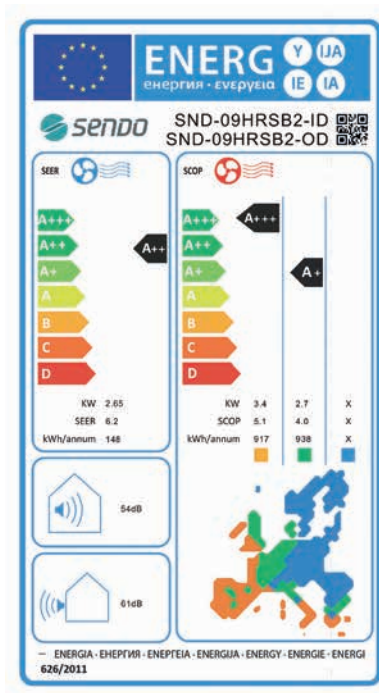 ENERG
енергия · ενεργεια
Y IJA
IE IA
SENDO
SND-09HRSB2-ID
SND-09HRSB2-OD
SEER
A+++
A++
A+
A
B
C
D
A++
KW 2.65
SEER 6.2
kWh/annum 148
SCOP
A+++
A++
A+
A
B
C
D
A+++
A+
KW 3.4 2.7 X
SCOP 5.1 4.0 X
kWh/annum 917 938 X
54dB
61dB
— ENERGIA · ЕНЕРГИЯ · ΕΝΕΡΓΕΙΑ · ENERGIJA · ENERGY · ENERGIE · ENERGI
626/2011